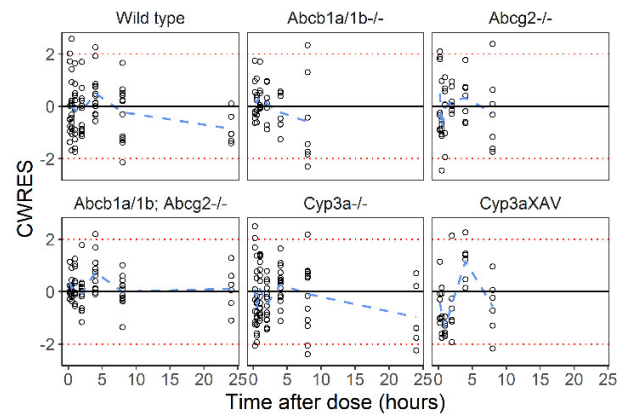 Wild type
Abcb1a/1b-/-
Abcg2-/-
2
0
-2
Abcb1a/1b; Abcg2-/-
Cyp3a-/-
Cyp3aXAV
2
0
-2
CWRES
0 5 10 15 20 25 0 5 10 15 20 25 0 5 10 15 20 25
Time after dose (hours)